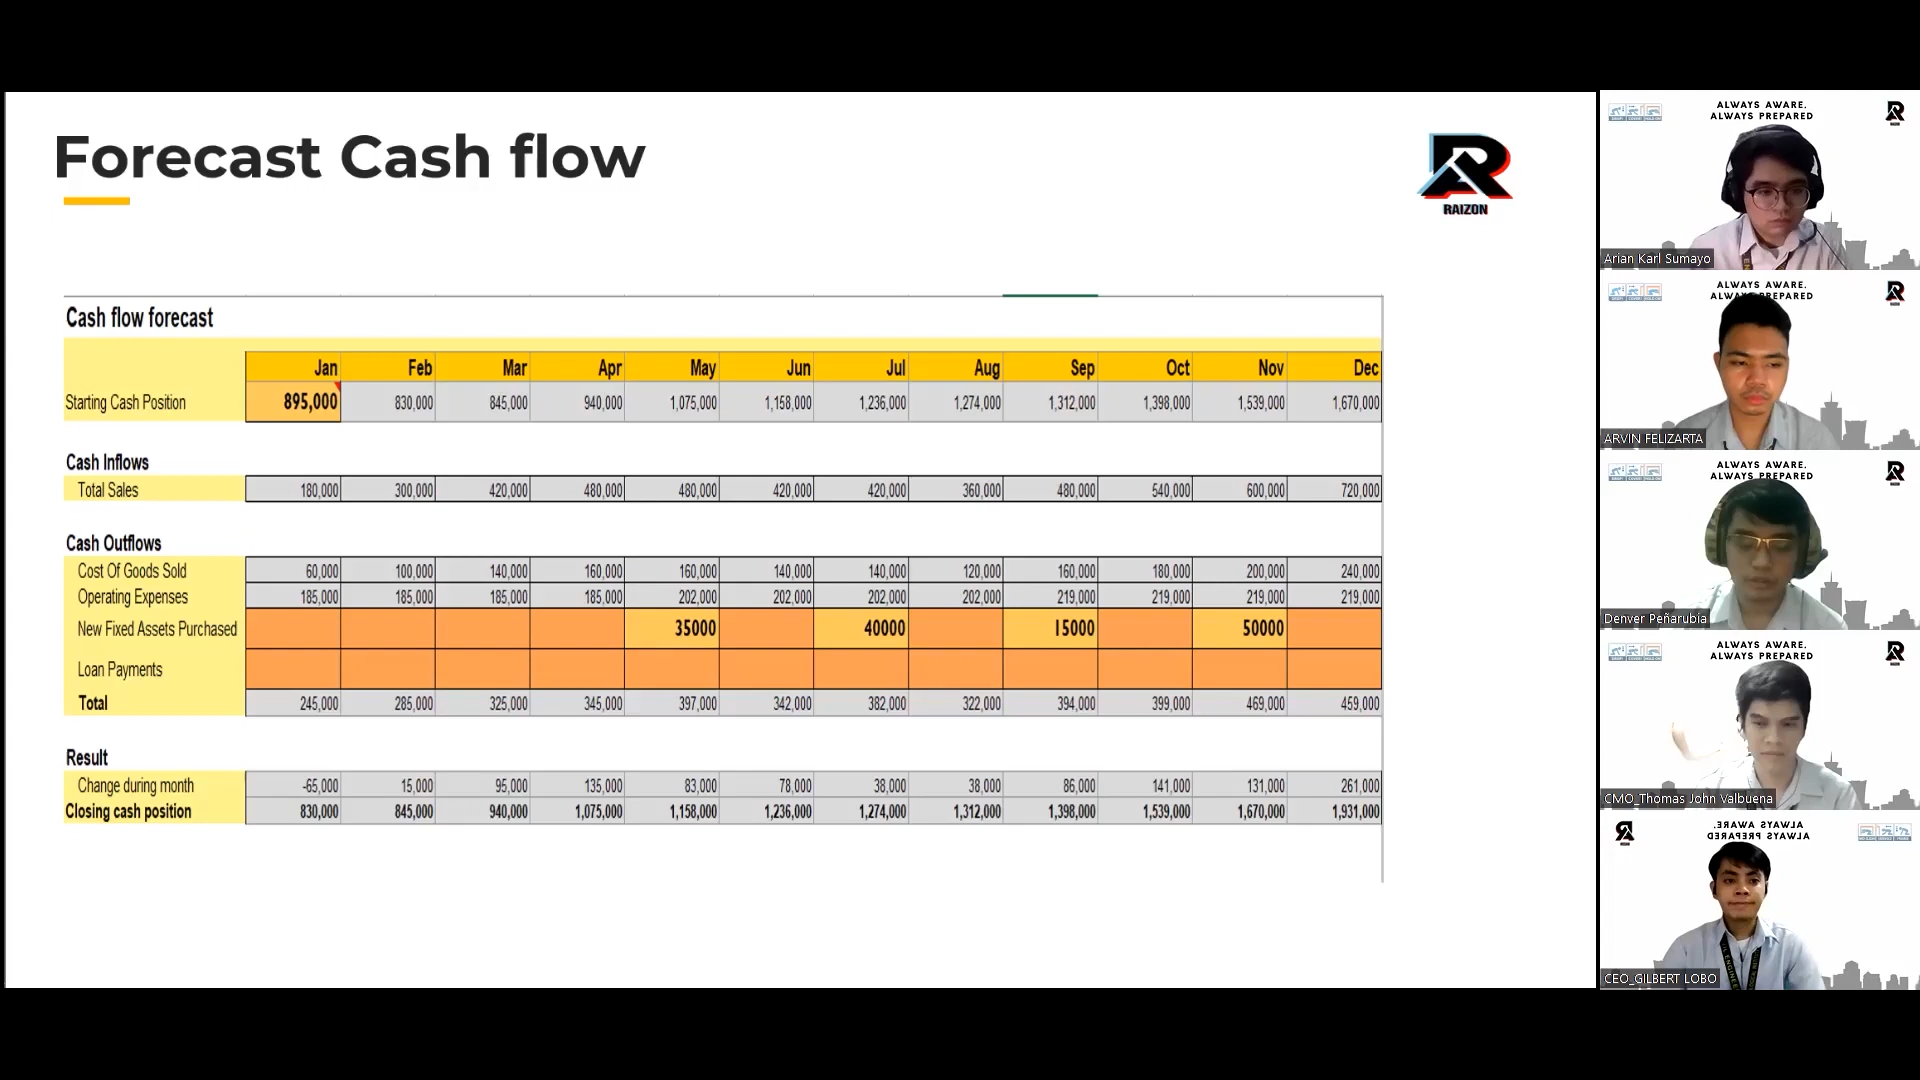 Forecast Cash flow
RAIZON
Cash flow forecast
Jan Feb Mar Apr May Jun Jul Aug Sep Oct Nov Dec
Starting Cash Position 895,000 830,000 845,000 940,000 1,075,000 1,158,000 1,236,000 1,274,000 1,312,000 1,398,000 1,539,000 1,670,000
Cash Inflows
Total Sales 180,000 300,000 420,000 480,000 480,000 420,000 420,000 360,000 480,000 540,000 600,000 720,000
Cash Outflows
Cost Of Goods Sold 60,000 100,000 140,000 160,000 160,000 140,000 140,000 120,000 160,000 180,000 200,000 240,000
Operating Expenses 185,000 185,000 185,000 185,000 202,000 202,000 202,000 202,000 219,000 219,000 219,000 219,000
New Fixed Assets Purchased 35000 40000 15000 50000
Loan Payments
Total 245,000 285,000 325,000 345,000 397,000 342,000 382,000 322,000 394,000 399,000 469,000 459,000
Result
Change during month -65,000 15,000 95,000 135,000 83,000 78,000 38,000 38,000 86,000 141,000 131,000 261,000
Closing cash position 830,000 845,000 940,000 1,075,000 1,158,000 1,236,000 1,274,000 1,312,000 1,398,000 1,539,000 1,670,000 1,931,000
ALWAYS AWARE,
ALWAYS PREPARED
Arian Karl Sumayo
ALWAYS AWARE,
ALWAYS PREPARED
ARVIN FELIZARTA
ALWAYS AWARE,
ALWAYS PREPARED
Denver Peñarubia
ALWAYS AWARE,
ALWAYS PREPARED
CMO_Thomas John Valbuena
ALWAYS AWARE,
ALWAYS PREPARED
CEO_GILBERT LOBO